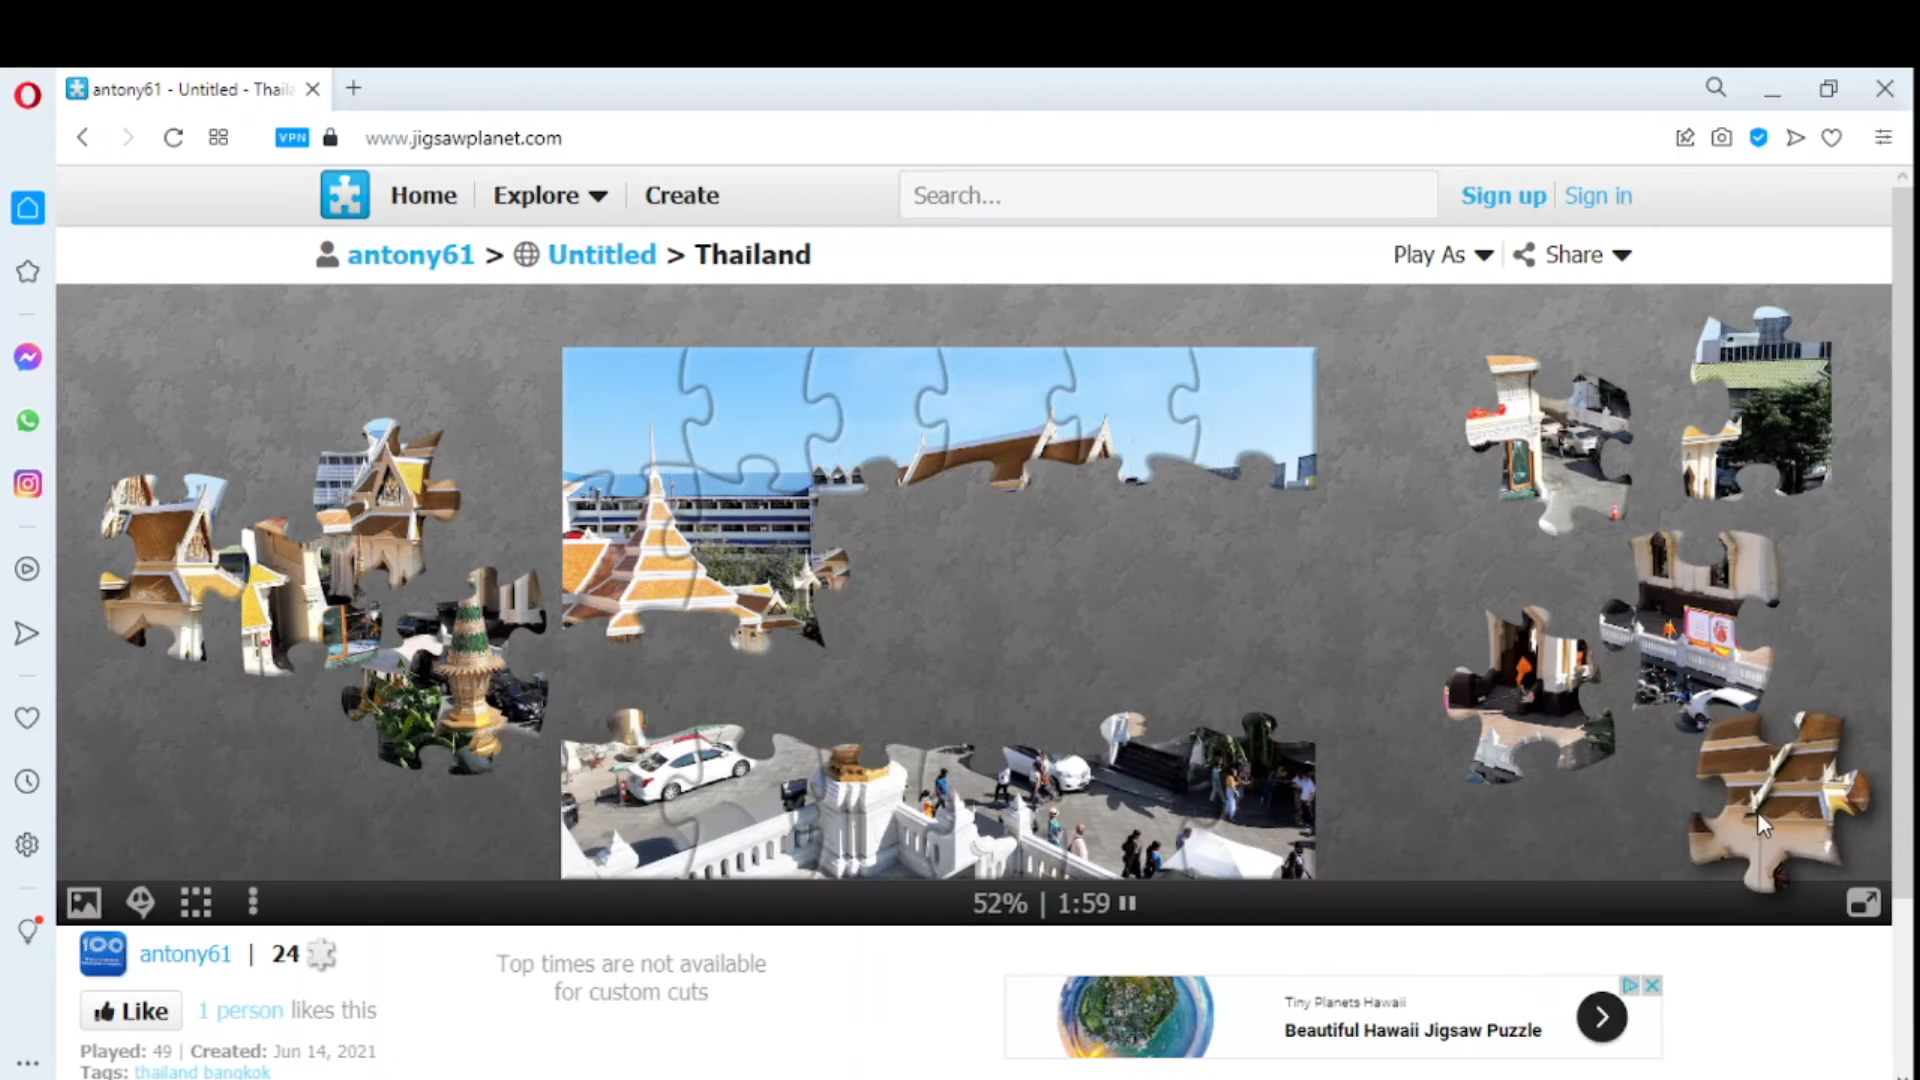 antony61 - Untitled - Thail
VPN
www.jigsawplanet.com
Home
Explore
Create
Search...
Sign up
Sign in
antony61 > Untitled > Thailand
Play As
Share
52% | 1:59
antony61 | 24
Like
1 person likes this
Played: 49 | Created: Jun 14, 2021
Tags: thailand bangkok
Top times are not available
for custom cuts
Tiny Planets Hawaii
Beautiful Hawaii Jigsaw Puzzle
100